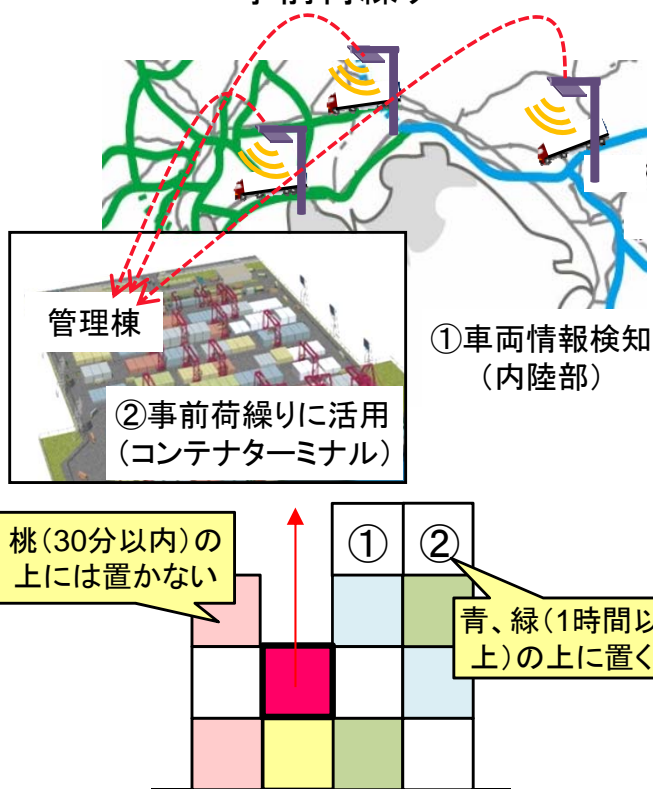 管理棟
①車両情報検知
（内陸部）
②事前荷繰りに活用
（コンテナターミナル）
桃（30分以内）の
上には置かない
①
②
青、緑（1時間以
上）の上に置く